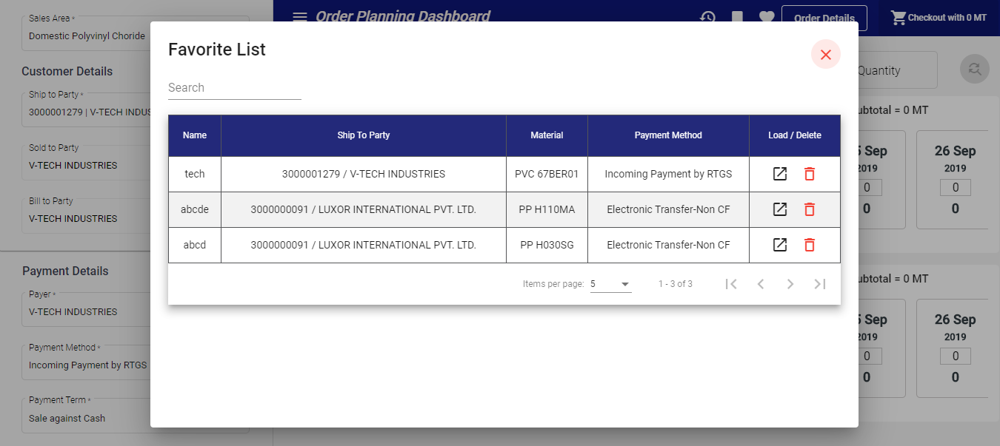 Sales Area *
Domestic Polyvinyl Choride
Customer Details
Ship to Party *
3000001279 | V-TECH INDUS
Sold to Party
V-TECH INDUSTRIES
Bill to Party
V-TECH INDUSTRIES
Payment Details
Payer *
V-TECH INDUSTRIES
Payment Method *
Incoming Payment by RTGS
Payment Term *
Sale against Cash
Order Planning Dashboard
Order Details
Checkout with 0 MT
Favorite List
Search
Name Ship To Party Material Payment Method Load / Delete
tech 3000001279 / V-TECH INDUSTRIES PVC 67BER01 Incoming Payment by RTGS
abcde 3000000091 / LUXOR INTERNATIONAL PVT. LTD. PP H110MA Electronic Transfer-Non CF
abcd 3000000091 / LUXOR INTERNATIONAL PVT. LTD. PP H030SG Electronic Transfer-Non CF
Items per page: 5 1 - 3 of 3
Quantity
ubtotal = 0 MT
5 Sep 26 Sep
2019 2019
0 0
0 0
ubtotal = 0 MT
5 Sep 26 Sep
2019 2019
0 0
0 0